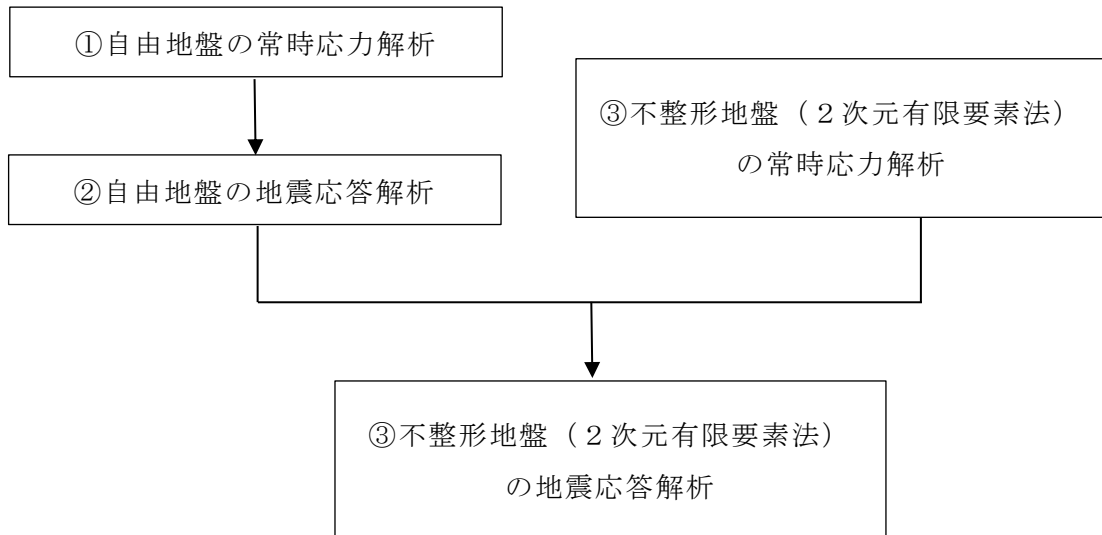 ①自由地盤の常時応力解析
③不整形地盤（２次元有限要素法）
の常時応力解析
②自由地盤の地震応答解析
③不整形地盤（２次元有限要素法）
の地震応答解析